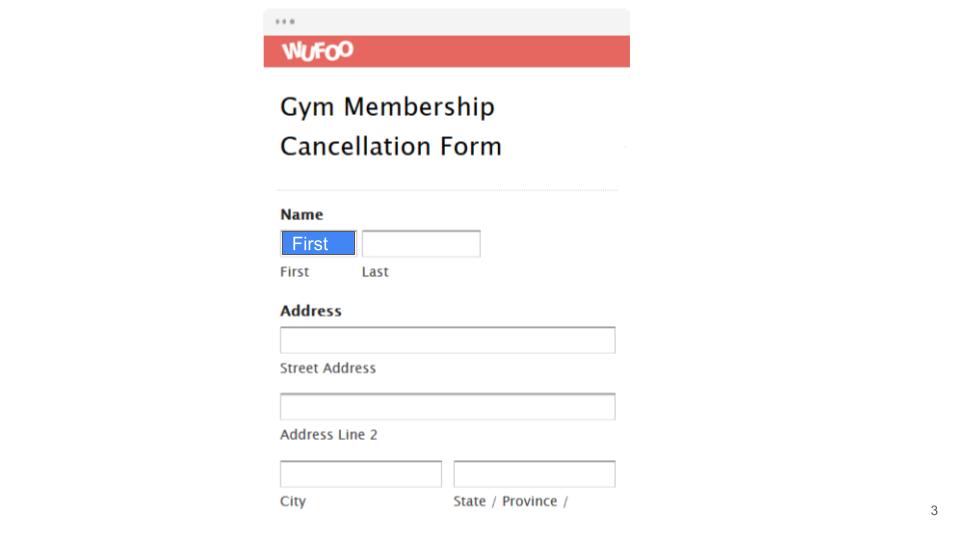 WUFOO
Gym Membership
Cancellation Form
Name
First
First Last
Address
Street Address
Address Line 2
City State / Province /
3